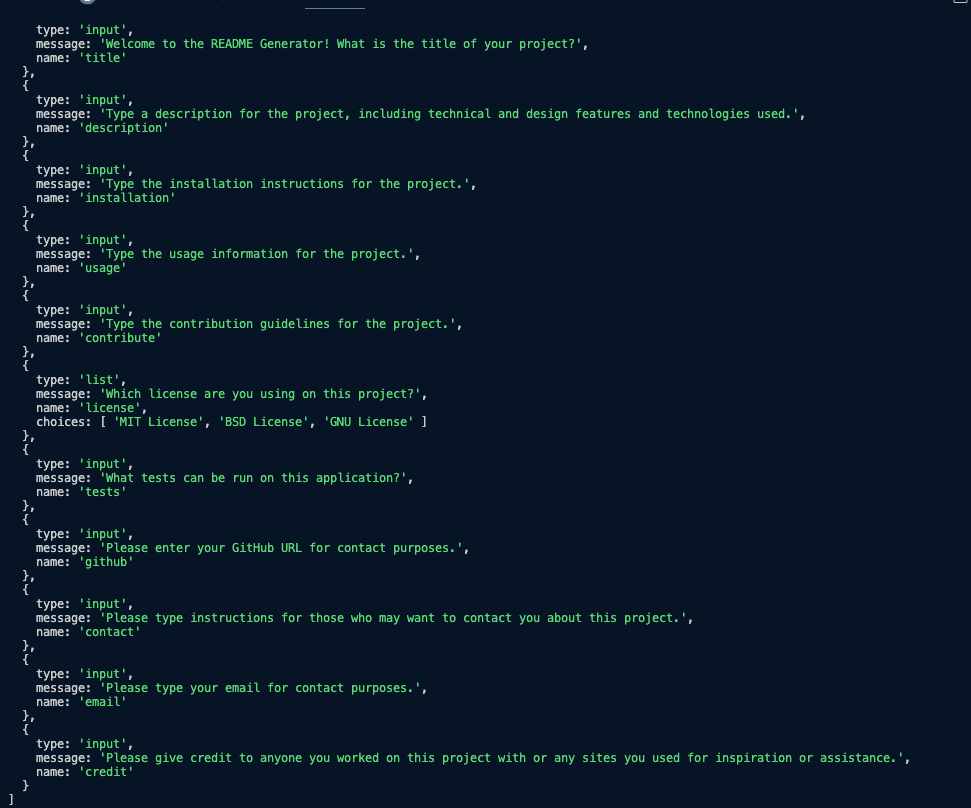 type: 'input',
message: 'Welcome to the README Generator! What is the title of your project?',
name: 'title'
},
{
type: 'input',
message: 'Type a description for the project, including technical and design features and technologies used.',
name: 'description'
},
{
type: 'input',
message: 'Type the installation instructions for the project.',
name: 'installation'
},
{
type: 'input',
message: 'Type the usage information for the project.',
name: 'usage'
},
{
type: 'input',
message: 'Type the contribution guidelines for the project.',
name: 'contribute'
},
{
type: 'list',
message: 'Which license are you using on this project?',
name: 'license',
choices: [ 'MIT License', 'BSD License', 'GNU License' ]
},
{
type: 'input',
message: 'What tests can be run on this application?',
name: 'tests'
},
{
type: 'input',
message: 'Please enter your GitHub URL for contact purposes.',
name: 'github'
},
{
type: 'input',
message: 'Please type instructions for those who may want to contact you about this project.',
name: 'contact'
},
{
type: 'input',
message: 'Please type your email for contact purposes.',
name: 'email'
},
{
type: 'input',
message: 'Please give credit to anyone you worked on this project with or any sites you used for inspiration or assistance.',
name: 'credit'
}
]